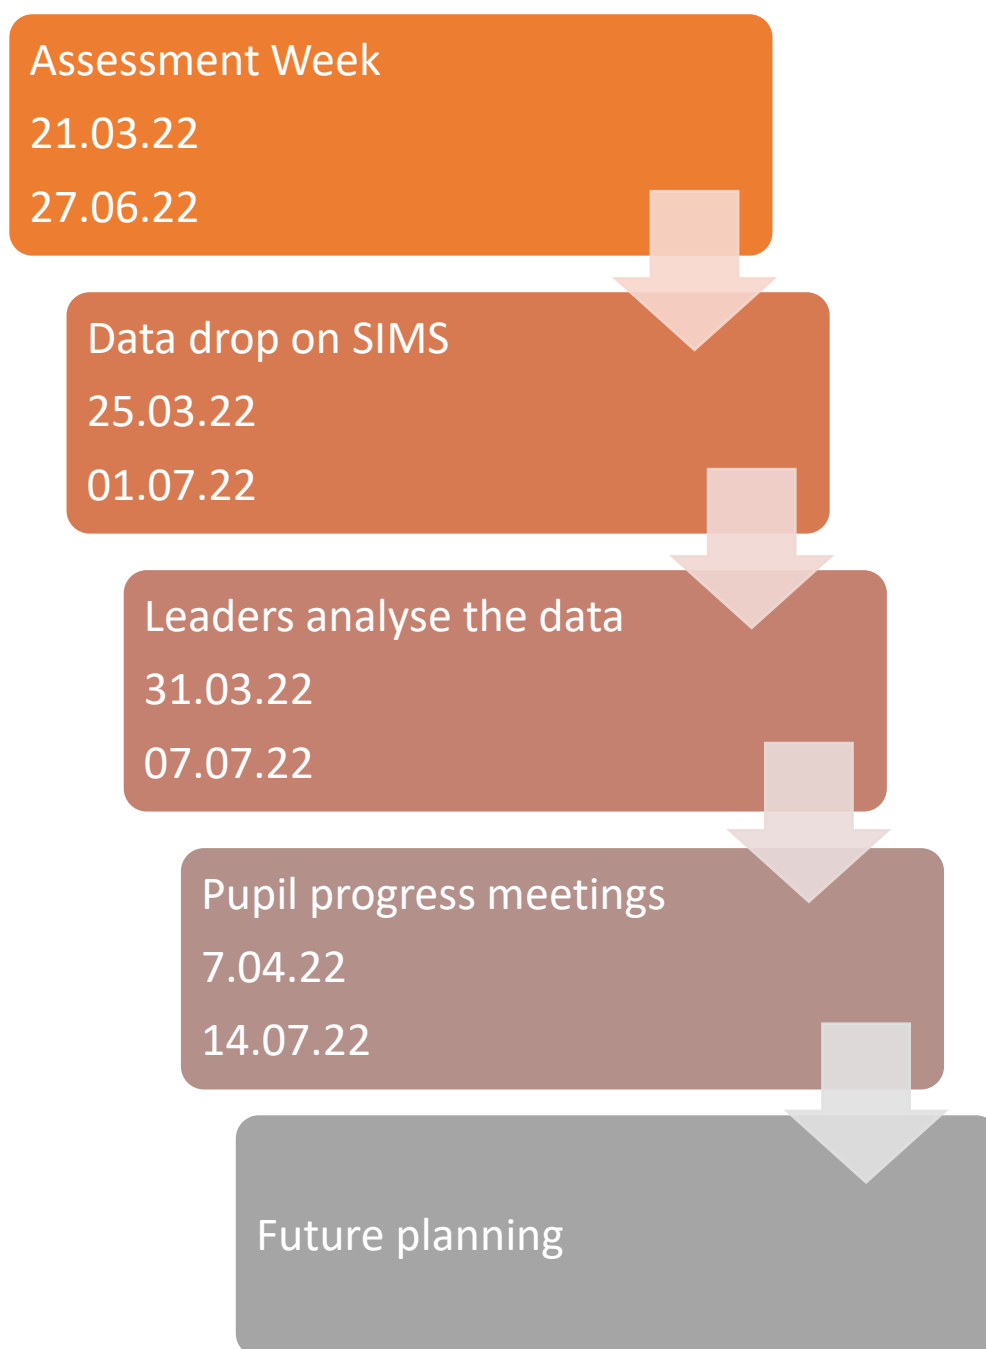 Assessment Week
21.03.22
27.06.22
Data drop on SIMS
25.03.22
01.07.22
Leaders analyse the data
31.03.22
07.07.22
Pupil progress meetings
7.04.22
14.07.22
Future planning